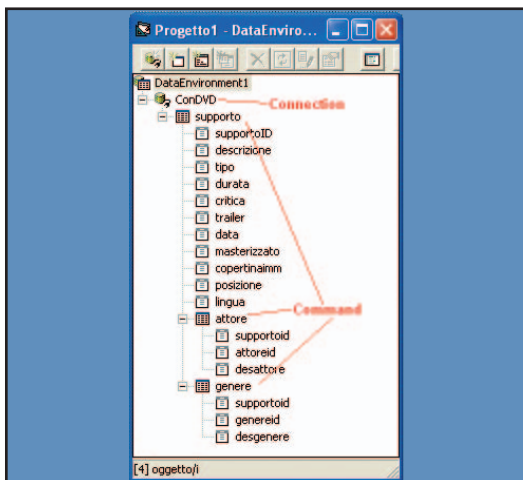 Progetto1 - DataEnviro...
DataEnvironment1
ConDVD
Connection
supporto
supportoID
descrizione
tipo
durata
critica
trailer
data
masterizzato
copertinaimm
posizione
lingua
attore
Command
supportoid
attoreid
desattore
genere
supportoid
genereid
desgenere
[4] oggetto/i